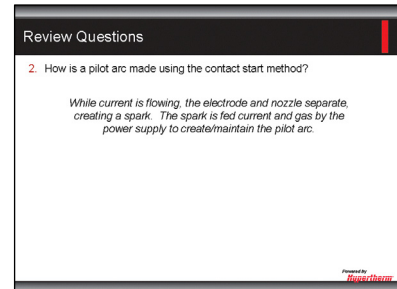 Review Questions
2. How is a pilot arc made using the contact start method?
While current is flowing, the electrode and nozzle separate,
creating a spark. The spark is fed current and gas by the
power supply to create/maintain the pilot arc.
Powered by
Hypertherm